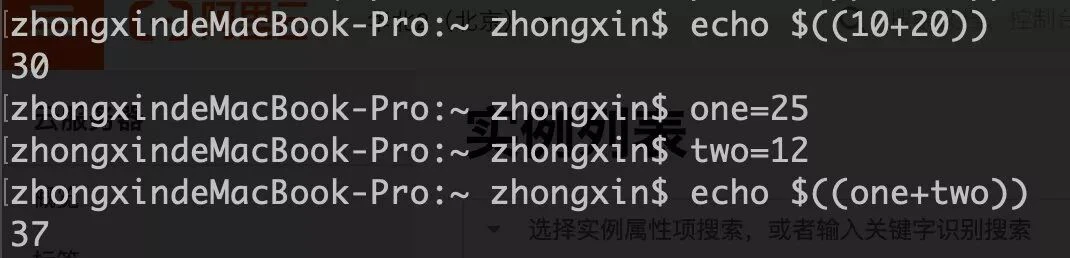 zhongxindeMacBook-Pro:~ zhongxin$ echo $((10+20))
30
zhongxindeMacBook-Pro:~ zhongxin$ one=25
zhongxindeMacBook-Pro:~ zhongxin$ two=12
实例列表
zhongxindeMacBook-Pro:~ zhongxin$ echo $((one+two))
37
选择实例属性项搜索，或者输入关键字识别搜索